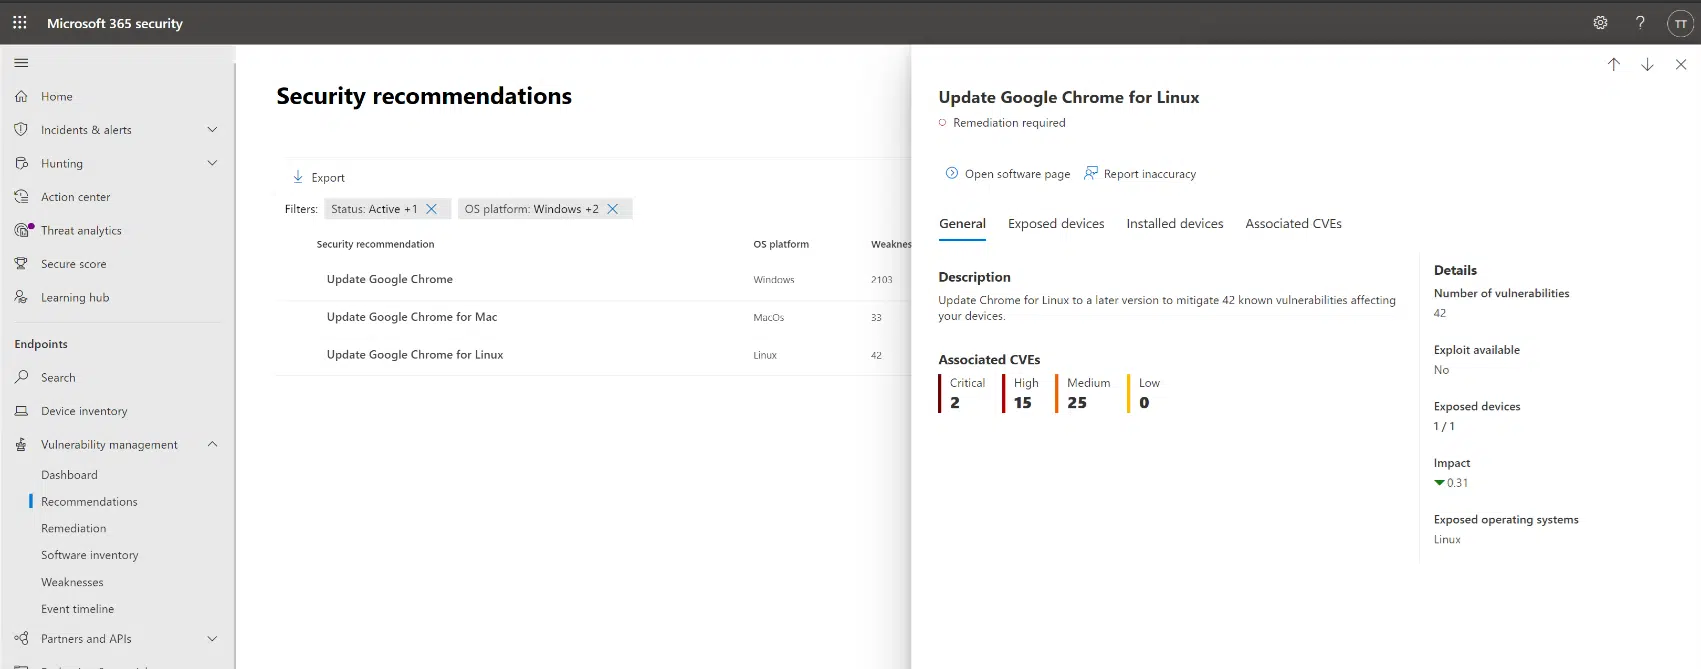 Microsoft 365 security
TT
Home
Incidents & alerts
Hunting
Action center
Threat analytics
Secure score
Learning hub
Endpoints
Search
Device inventory
Vulnerability management
Dashboard
Recommendations
Remediation
Software inventory
Weaknesses
Event timeline
Partners and APIs
Security recommendations
Export
Filters: Status: Active +1 OS platform: Windows +2
Security recommendation OS platform Weaknes
Update Google Chrome Windows 2103
Update Google Chrome for Mac MacOs 33
Update Google Chrome for Linux Linux 42
Update Google Chrome for Linux
Remediation required
Open software page Report inaccuracy
General Exposed devices Installed devices Associated CVEs
Description
Update Chrome for Linux to a later version to mitigate 42 known vulnerabilities affecting
your devices.
Associated CVEs
Critical High Medium Low
2 15 25 0
Details
Number of vulnerabilities
42
Exploit available
No
Exposed devices
1 / 1
Impact
0.31
Exposed operating systems
Linux